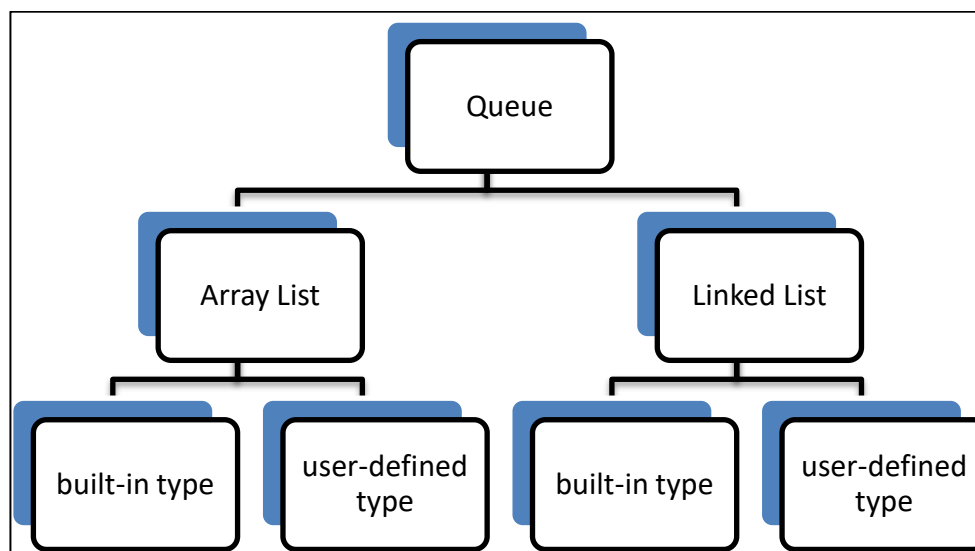 Queue
Array List
Linked List
built-in type
user-defined
type
built-in type
user-defined
type